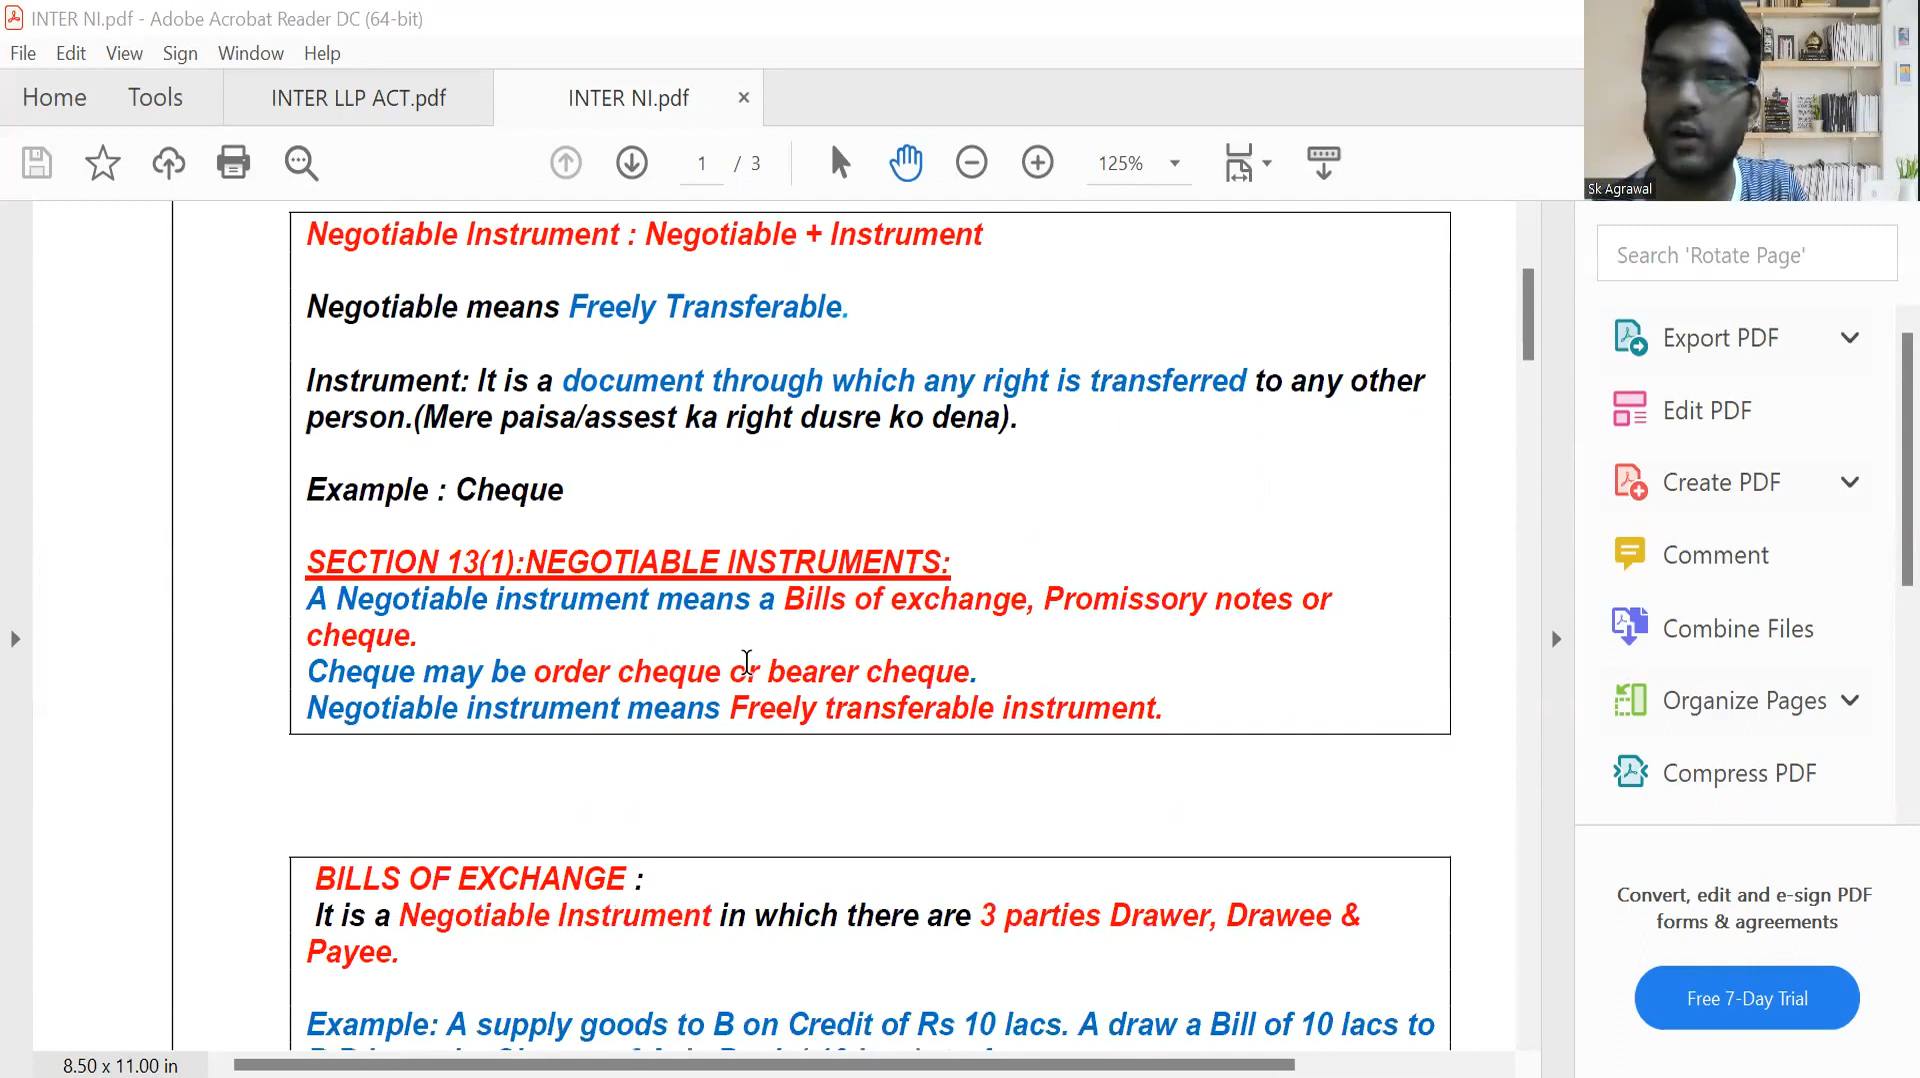 INTER NI.pdf - Adobe Acrobat Reader DC (64-bit)
File Edit View Sign Window Help
Home Tools INTER LLP ACT.pdf INTER NI.pdf ×
1 / 3 125%
Sk Agrawal
Negotiable Instrument : Negotiable + Instrument
Negotiable means Freely Transferable.
Instrument: It is a document through which any right is transferred to any other
person.(Mere paisa/assest ka right dusre ko dena).
Example : Cheque
SECTION 13(1):NEGOTIABLE INSTRUMENTS:
A Negotiable instrument means a Bills of exchange, Promissory notes or
cheque.
Cheque may be order cheque or bearer cheque.
Negotiable instrument means Freely transferable instrument.
BILLS OF EXCHANGE :
It is a Negotiable Instrument in which there are 3 parties Drawer, Drawee &
Payee.
Example: A supply goods to B on Credit of Rs 10 lacs. A draw a Bill of 10 lacs to
8.50 x 11.00 in
Search 'Rotate Page'
Export PDF
Edit PDF
Create PDF
Comment
Combine Files
Organize Pages
Compress PDF
Convert, edit and e-sign PDF
forms & agreements
Free 7-Day Trial